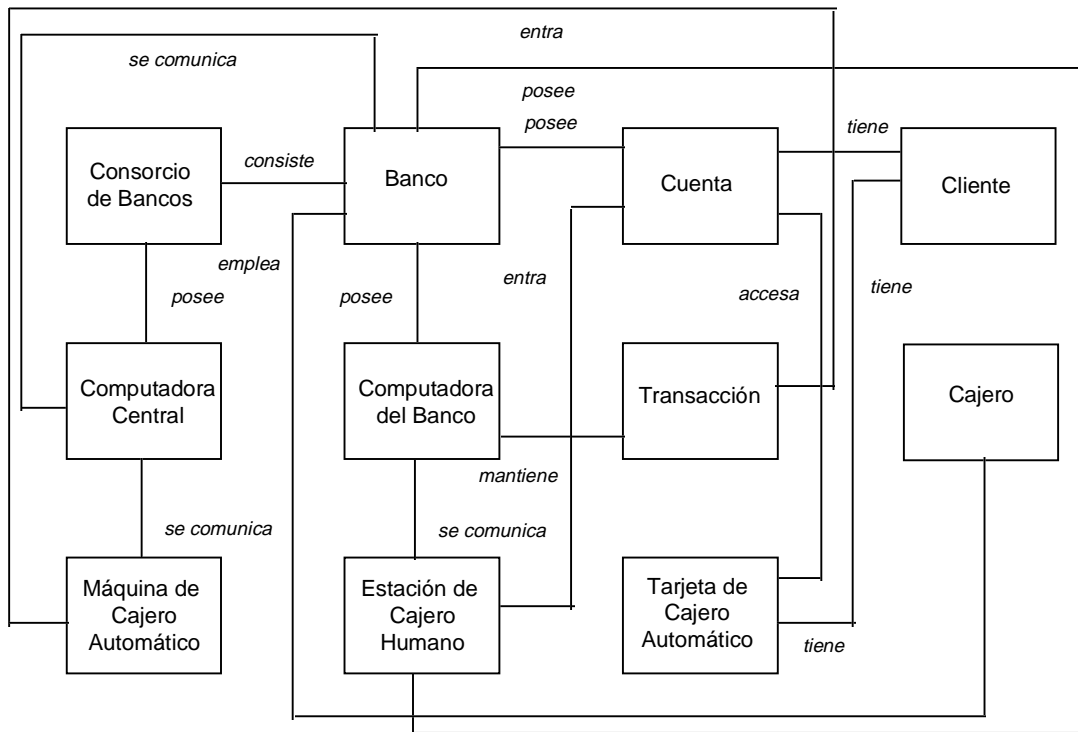 entra
se comunica
posee
posee
tiene
Consorcio
de Bancos
consiste
Banco
Cuenta
Cliente
emplea
entra
posee
posee
accesa
tiene
Computadora
Central
Computadora
del Banco
Transacción
Cajero
mantiene
se comunica
se comunica
Máquina de
Cajero
Automático
Estación de
Cajero
Humano
Tarjeta de
Cajero
Automático
tiene